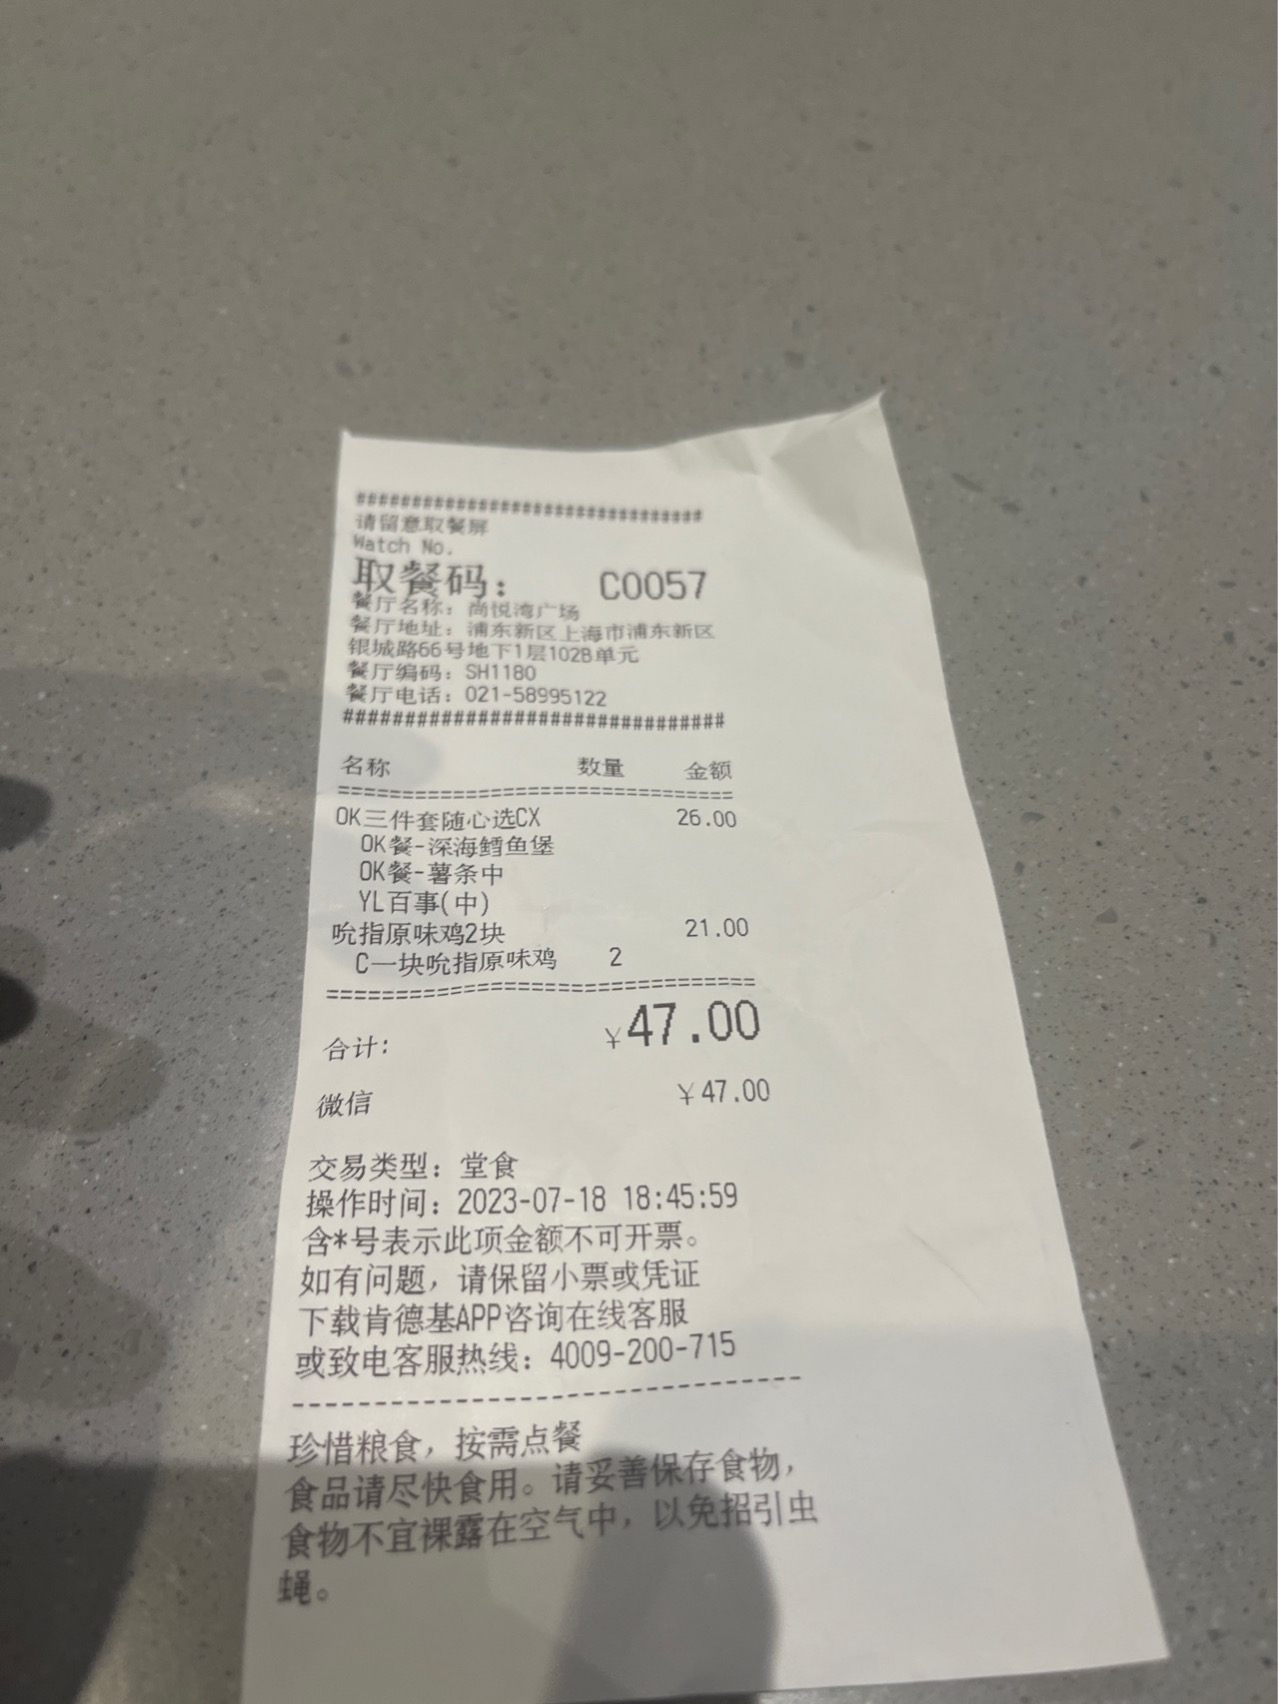 ################################
请留意取餐屏
Watch No.
取餐码： C0057
餐厅名称：尚悦湾广场
餐厅地址：浦东新区上海市浦东新区
银城路66号地下1层102B单元
餐厅编码：SH1180
餐厅电话：021-58995122
################################
名称 数量 金额
================================
OK三件套随心选CX 26.00
OK餐-深海鳕鱼堡
OK餐-薯条中
YL百事(中)
吮指原味鸡2块 21.00
C一块吮指原味鸡 2
================================
合计: ¥47.00
微信 ¥47.00
交易类型：堂食
操作时间：2023-07-18 18:45:59
含*号表示此项金额不可开票。
如有问题，请保留小票或凭证
下载肯德基APP咨询在线客服
或致电客服热线：4009-200-715
--------------------------------
珍惜粮食，按需点餐
食品请尽快食用。请妥善保存食物，
食物不宜裸露在空气中，以免招引虫
蝇。